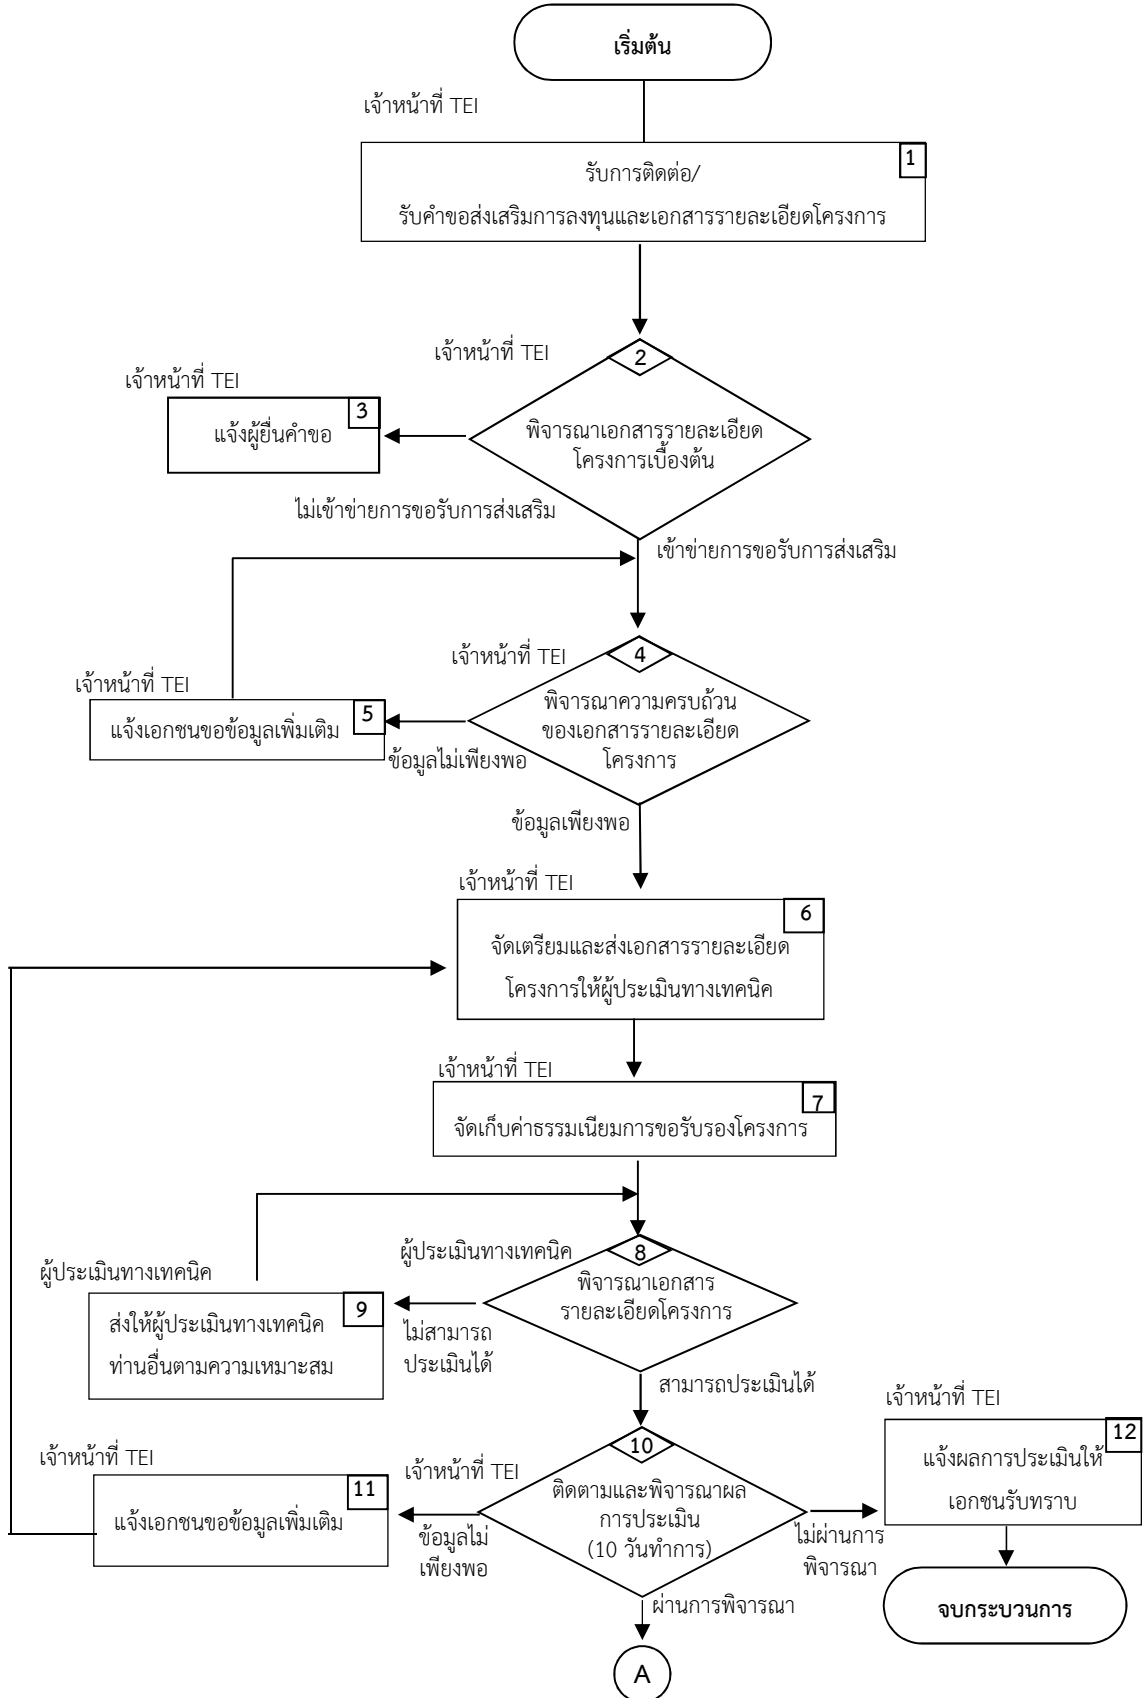 เริ่มต้น
เจ้าหน้าที่ TEI
1
รับการติดต่อ/
รับคำขอส่งเสริมการลงทุนและเอกสารรายละเอียดโครงการ
เจ้าหน้าที่ TEI
2
พิจารณาเอกสารรายละเอียด
โครงการเบื้องต้น
เจ้าหน้าที่ TEI
3
แจ้งผู้ยื่นคำขอ
ไม่เข้าข่ายการขอรับการส่งเสริม
เข้าข่ายการขอรับการส่งเสริม
เจ้าหน้าที่ TEI
4
พิจารณาความครบถ้วน
ของเอกสารรายละเอียด
โครงการ
เจ้าหน้าที่ TEI
5
แจ้งเอกชนขอข้อมูลเพิ่มเติม
ข้อมูลไม่เพียงพอ
ข้อมูลเพียงพอ
เจ้าหน้าที่ TEI
6
จัดเตรียมและส่งเอกสารรายละเอียด
โครงการให้ผู้ประเมินทางเทคนิค
เจ้าหน้าที่ TEI
7
จัดเก็บค่าธรรมเนียมการขอรับรองโครงการ
ผู้ประเมินทางเทคนิค
8
พิจารณาเอกสาร
รายละเอียดโครงการ
ผู้ประเมินทางเทคนิค
9
ส่งให้ผู้ประเมินทางเทคนิค
ท่านอื่นตามความเหมาะสม
ไม่สามารถ
ประเมินได้
สามารถประเมินได้
เจ้าหน้าที่ TEI
10
ติดตามและพิจารณาผล
การประเมิน
(10 วันทำการ)
เจ้าหน้าที่ TEI
11
แจ้งเอกชนขอข้อมูลเพิ่มเติม
ข้อมูลไม่
เพียงพอ
เจ้าหน้าที่ TEI
12
แจ้งผลการประเมินให้
เอกชนรับทราบ
ไม่ผ่านการ
พิจารณา
จบกระบวนการ
ผ่านการพิจารณา
A